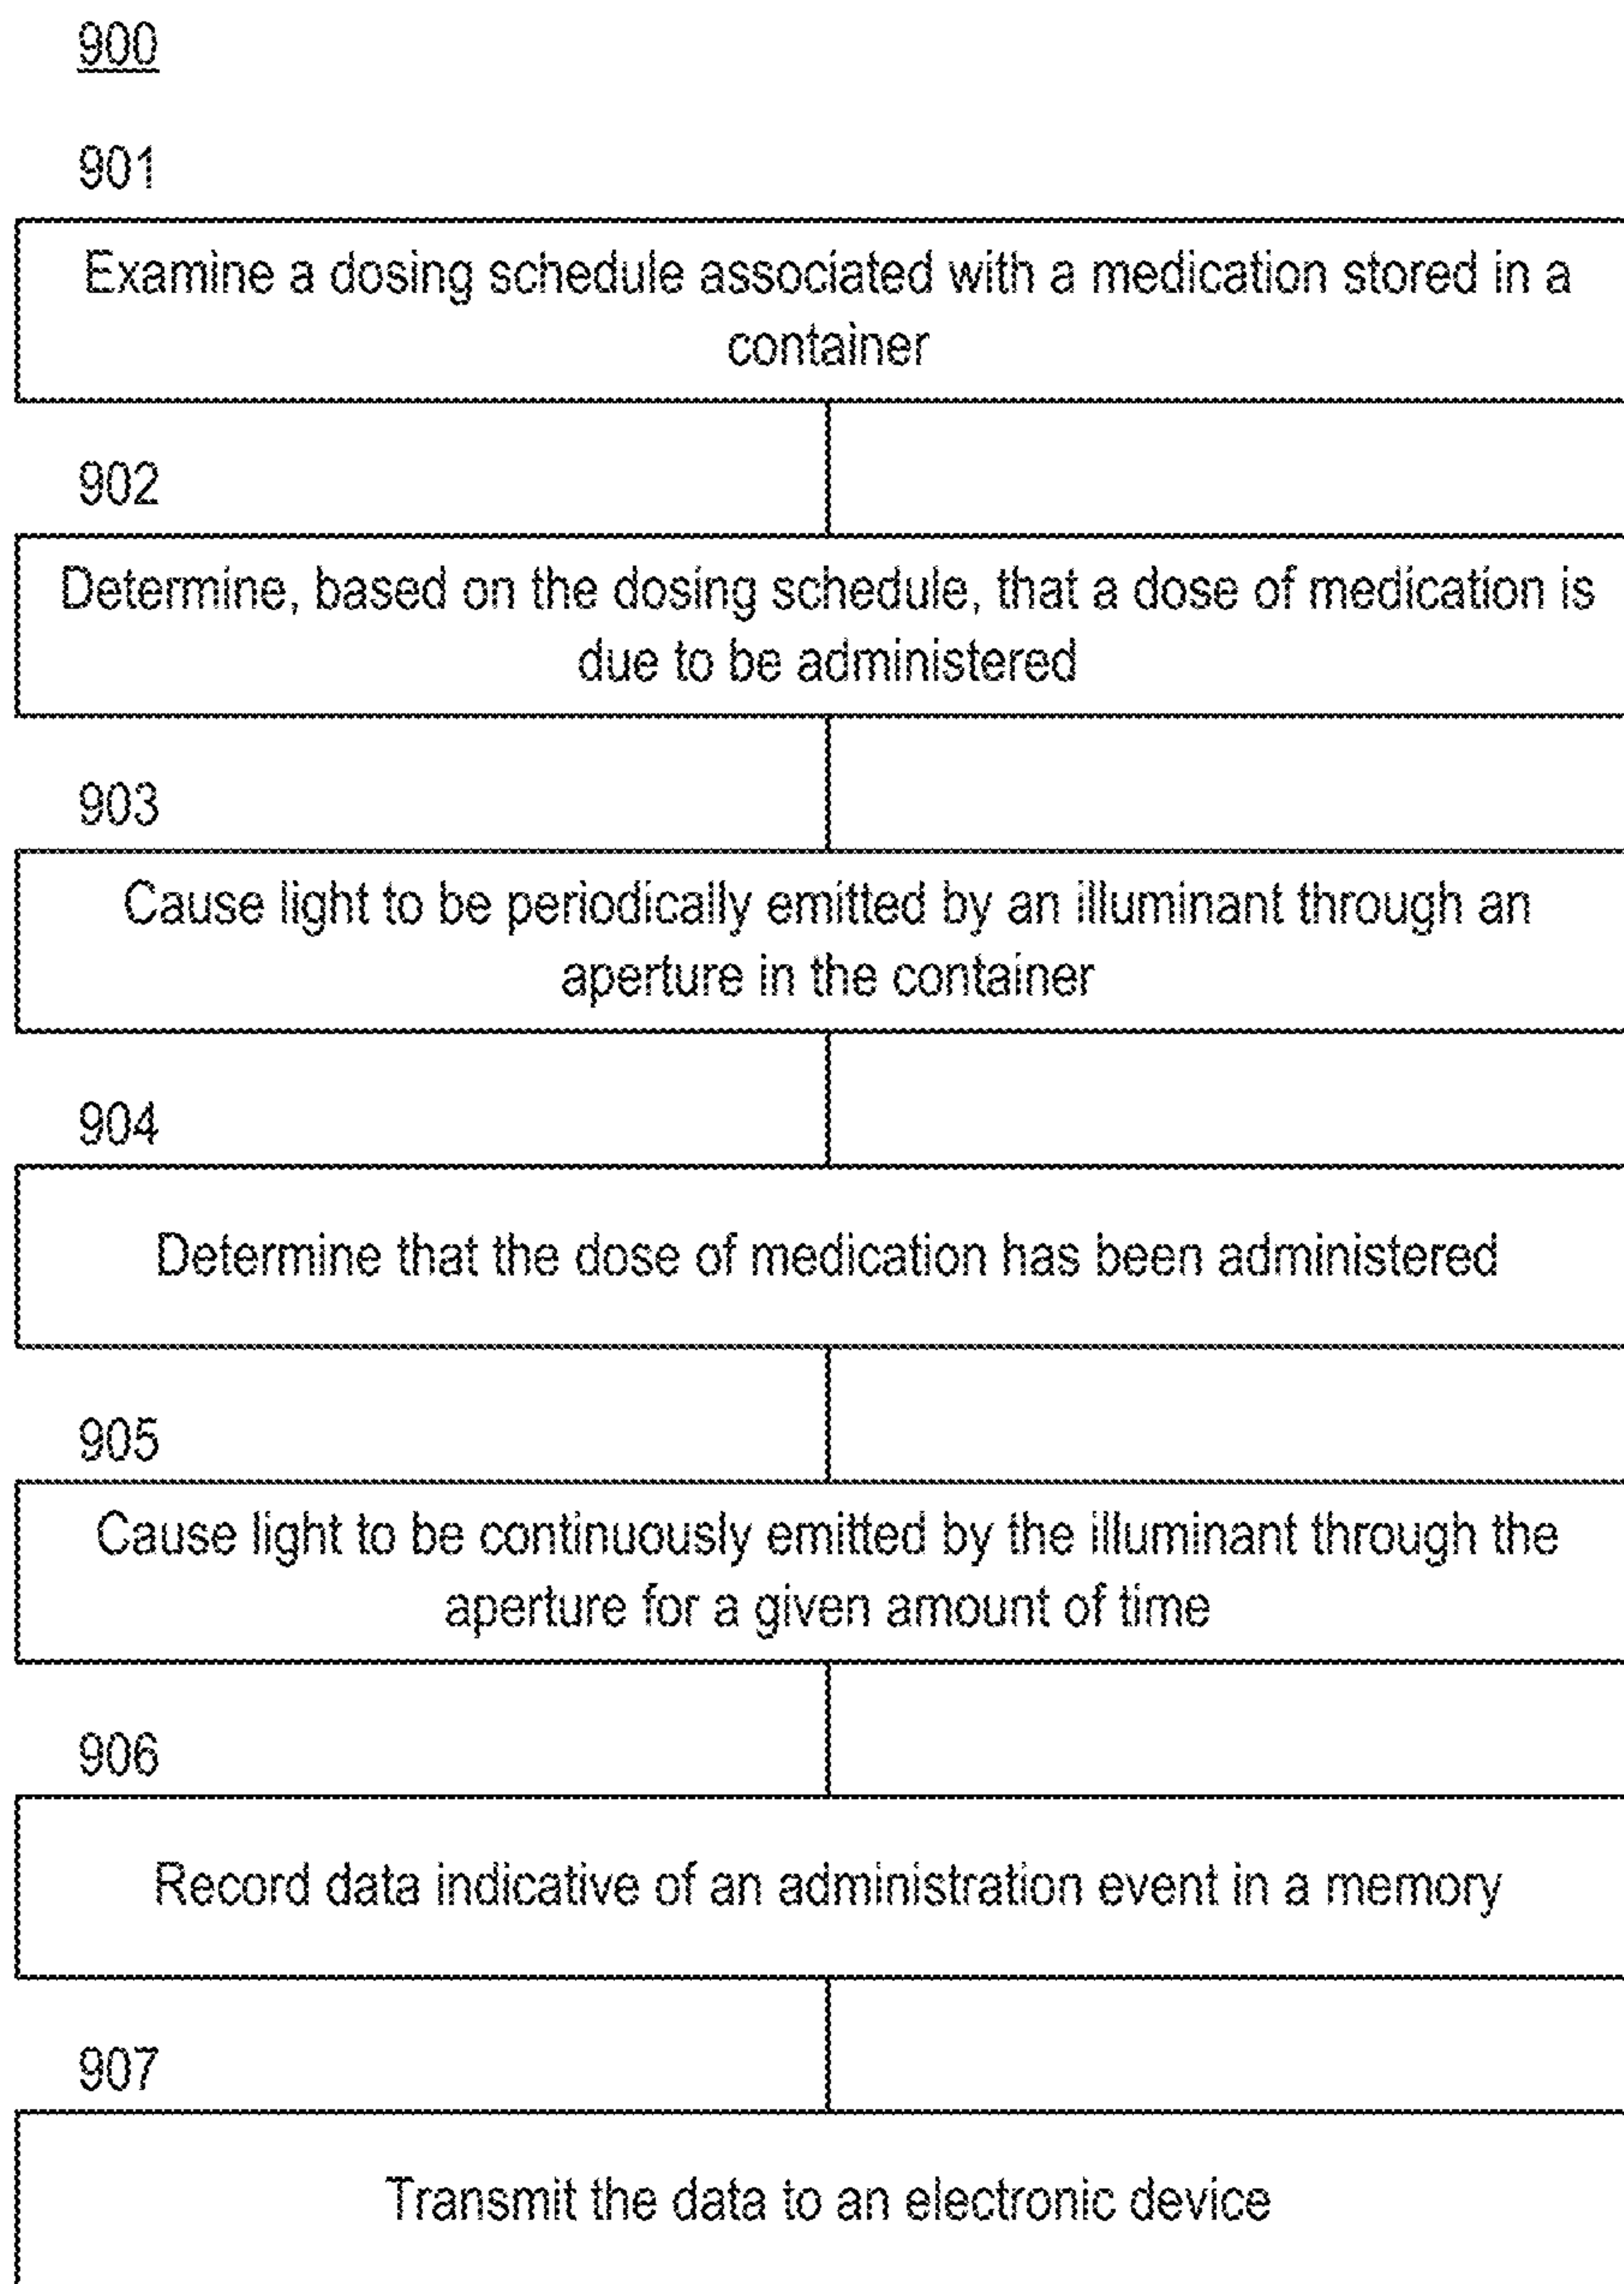 900
901
Examine a dosing schedule associated with a medication stored in a
container
902
Determine, based on the dosing schedule, that a dose of medication is
due to be administered
903
Cause light to be periodically emitted by an illuminant through an
aperture in the container
904
Determine that the dose of medication has been administered
905
Cause light to be continuously emitted by the illuminant through the
aperture for a given amount of time
906
Record data indicative of an administration event in a memory
907
Transmit the data to an electronic device